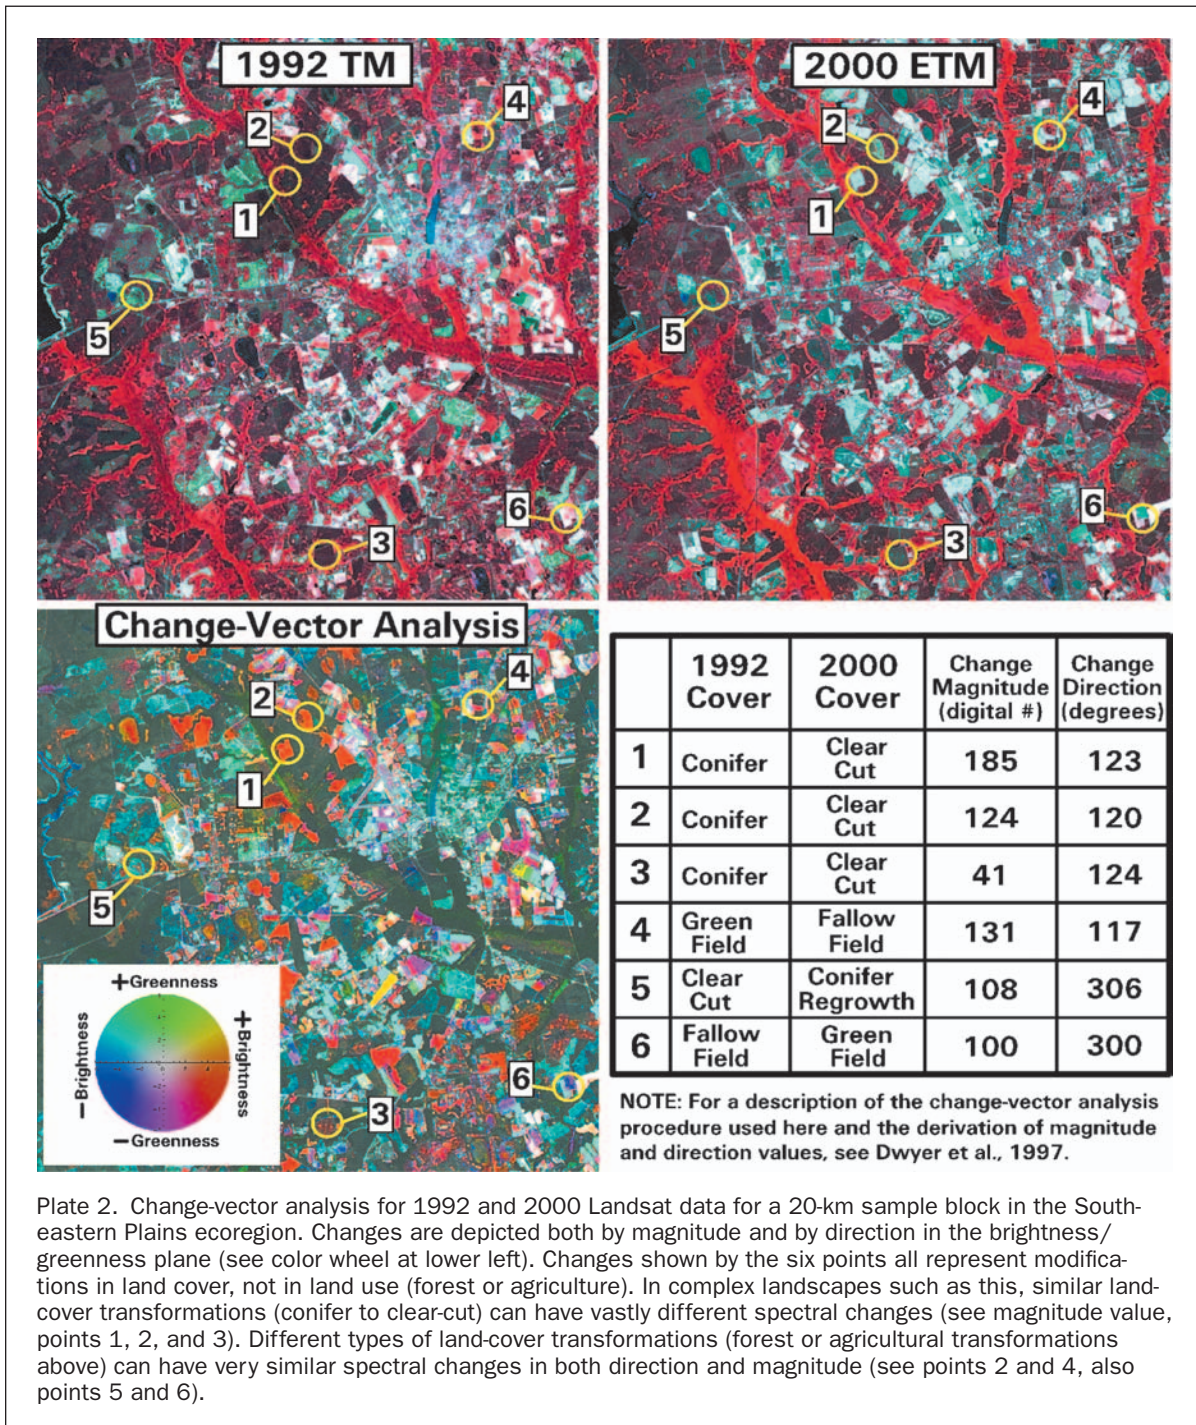 1992 TM
4
2
1
5
6
3
2000 ETM
4
2
1
5
6
3
Change-Vector Analysis
4
2
1
5
6
3
+Greenness
+Brightness
–Brightness
–Greenness
1992 Cover
2000 Cover
Change Magnitude (digital #)
Change Direction (degrees)
1 Conifer Clear Cut 185 123
2 Conifer Clear Cut 124 120
3 Conifer Clear Cut 41 124
4 Green Field Fallow Field 131 117
5 Clear Cut Conifer Regrowth 108 306
6 Fallow Field Green Field 100 300
NOTE: For a description of the change-vector analysis
procedure used here and the derivation of magnitude
and direction values, see Dwyer et al., 1997.
Plate 2. Change-vector analysis for 1992 and 2000 Landsat data for a 20-km sample block in the South-
eastern Plains ecoregion. Changes are depicted both by magnitude and by direction in the brightness/
greenness plane (see color wheel at lower left). Changes shown by the six points all represent modifica-
tions in land cover, not in land use (forest or agriculture). In complex landscapes such as this, similar land-
cover transformations (conifer to clear-cut) can have vastly different spectral changes (see magnitude value,
points 1, 2, and 3). Different types of land-cover transformations (forest or agricultural transformations
above) can have very similar spectral changes in both direction and magnitude (see points 2 and 4, also
points 5 and 6).